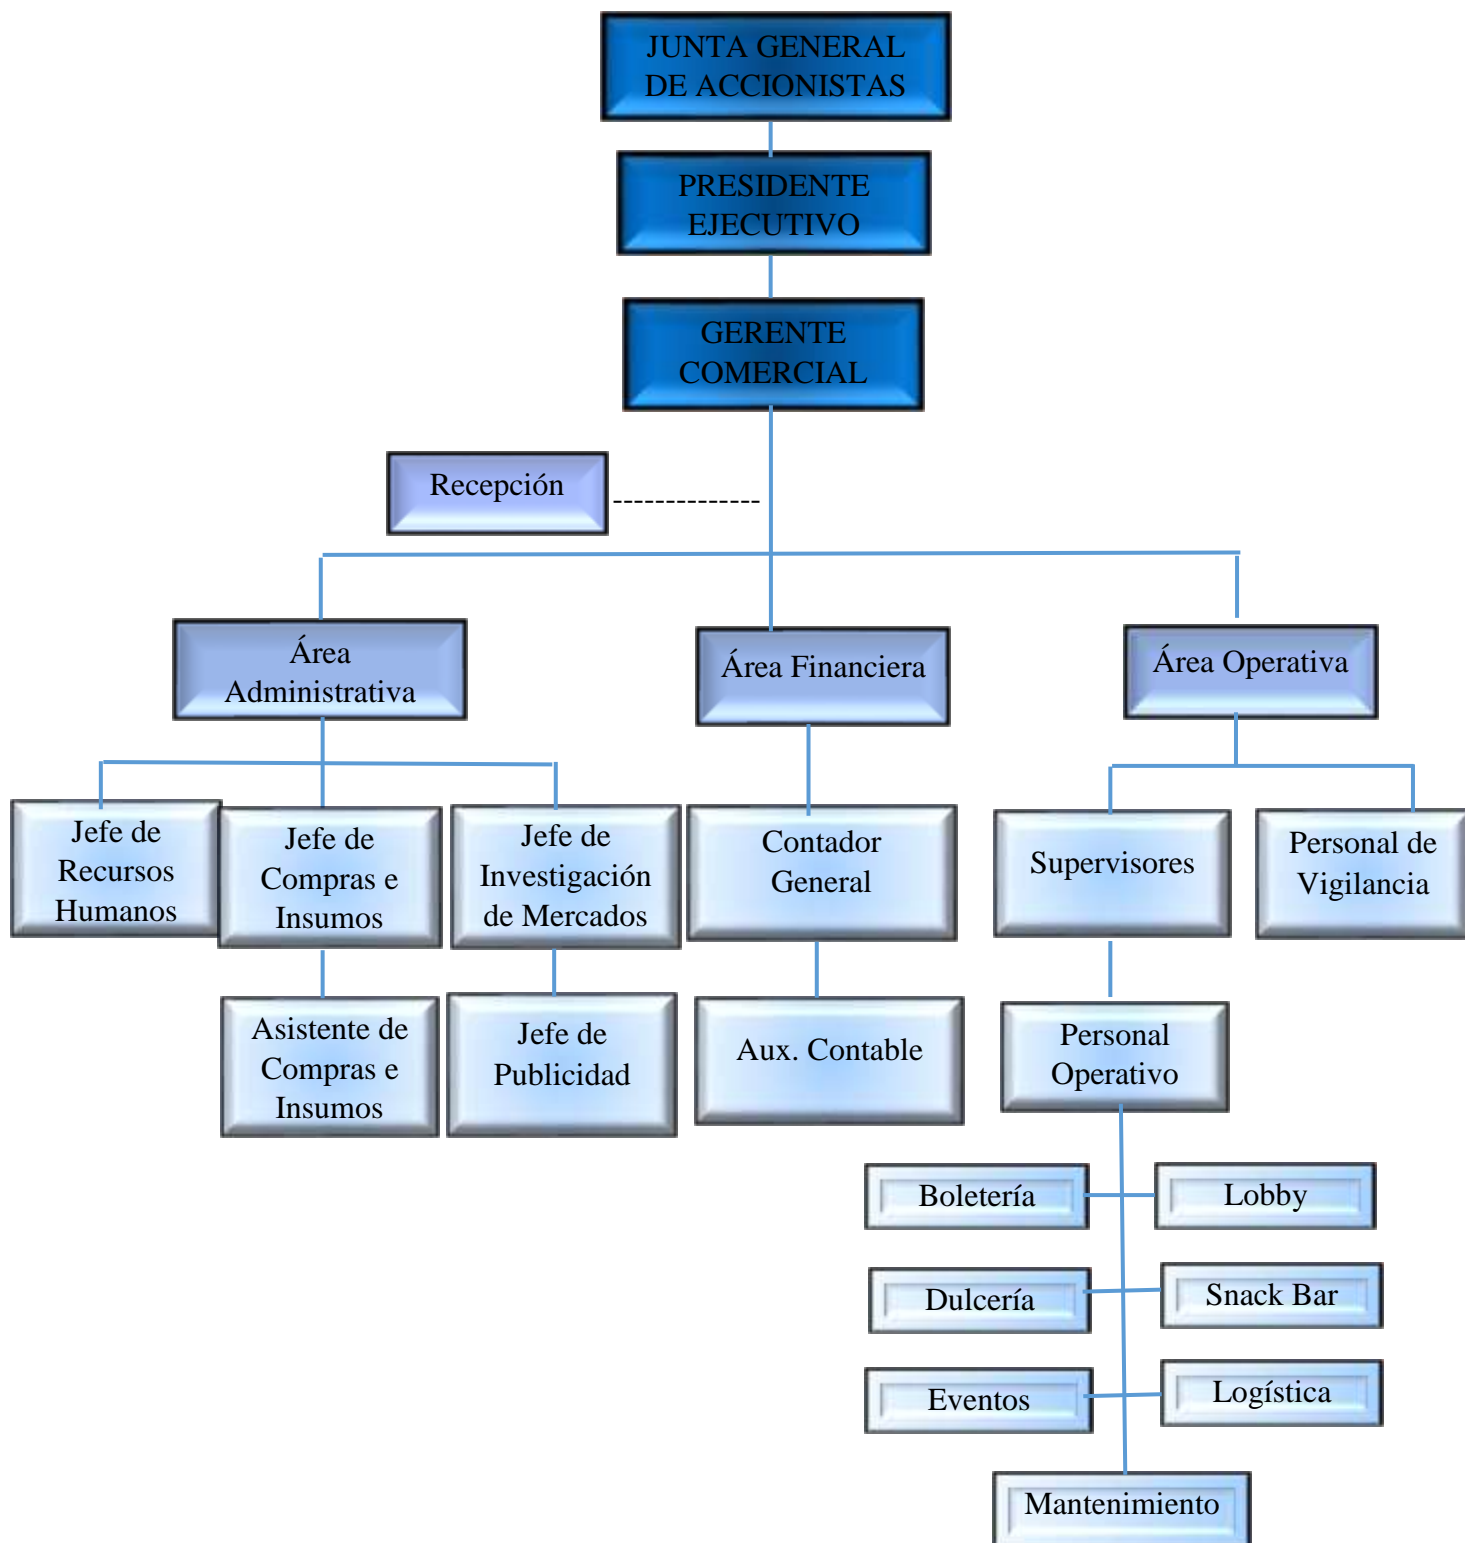 JUNTA GENERAL
DE ACCIONISTAS
PRESIDENTE
EJECUTIVO
GERENTE
COMERCIAL
Recepción
Área
Administrativa
Área Financiera
Área Operativa
Jefe de
Recursos
Humanos
Jefe de
Compras e
Insumos
Jefe de
Investigación
de Mercados
Contador
General
Supervisores
Personal de
Vigilancia
Asistente de
Compras e
Insumos
Jefe de
Publicidad
Aux. Contable
Personal
Operativo
Boletería
Lobby
Dulcería
Snack Bar
Eventos
Logística
Mantenimiento